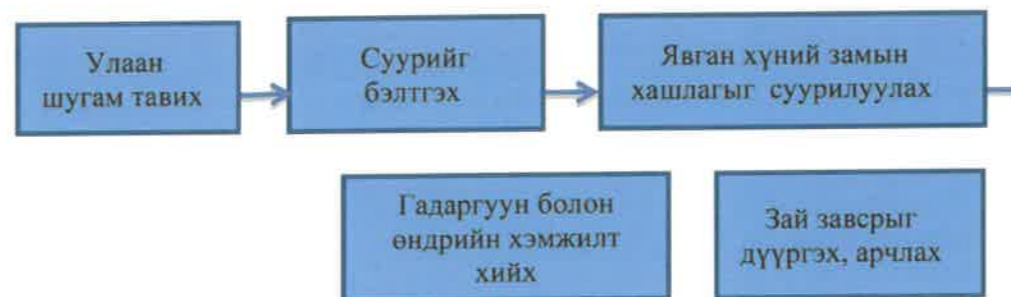 Улаан
шугам тавих
Суурийг
бэлтгэх
Явган хүний замын
хашлагыг суурилуулах
Гадаргуун болон
өндрийн хэмжилт
хийх
Зай завсрыг
дүүргэх, арчлах